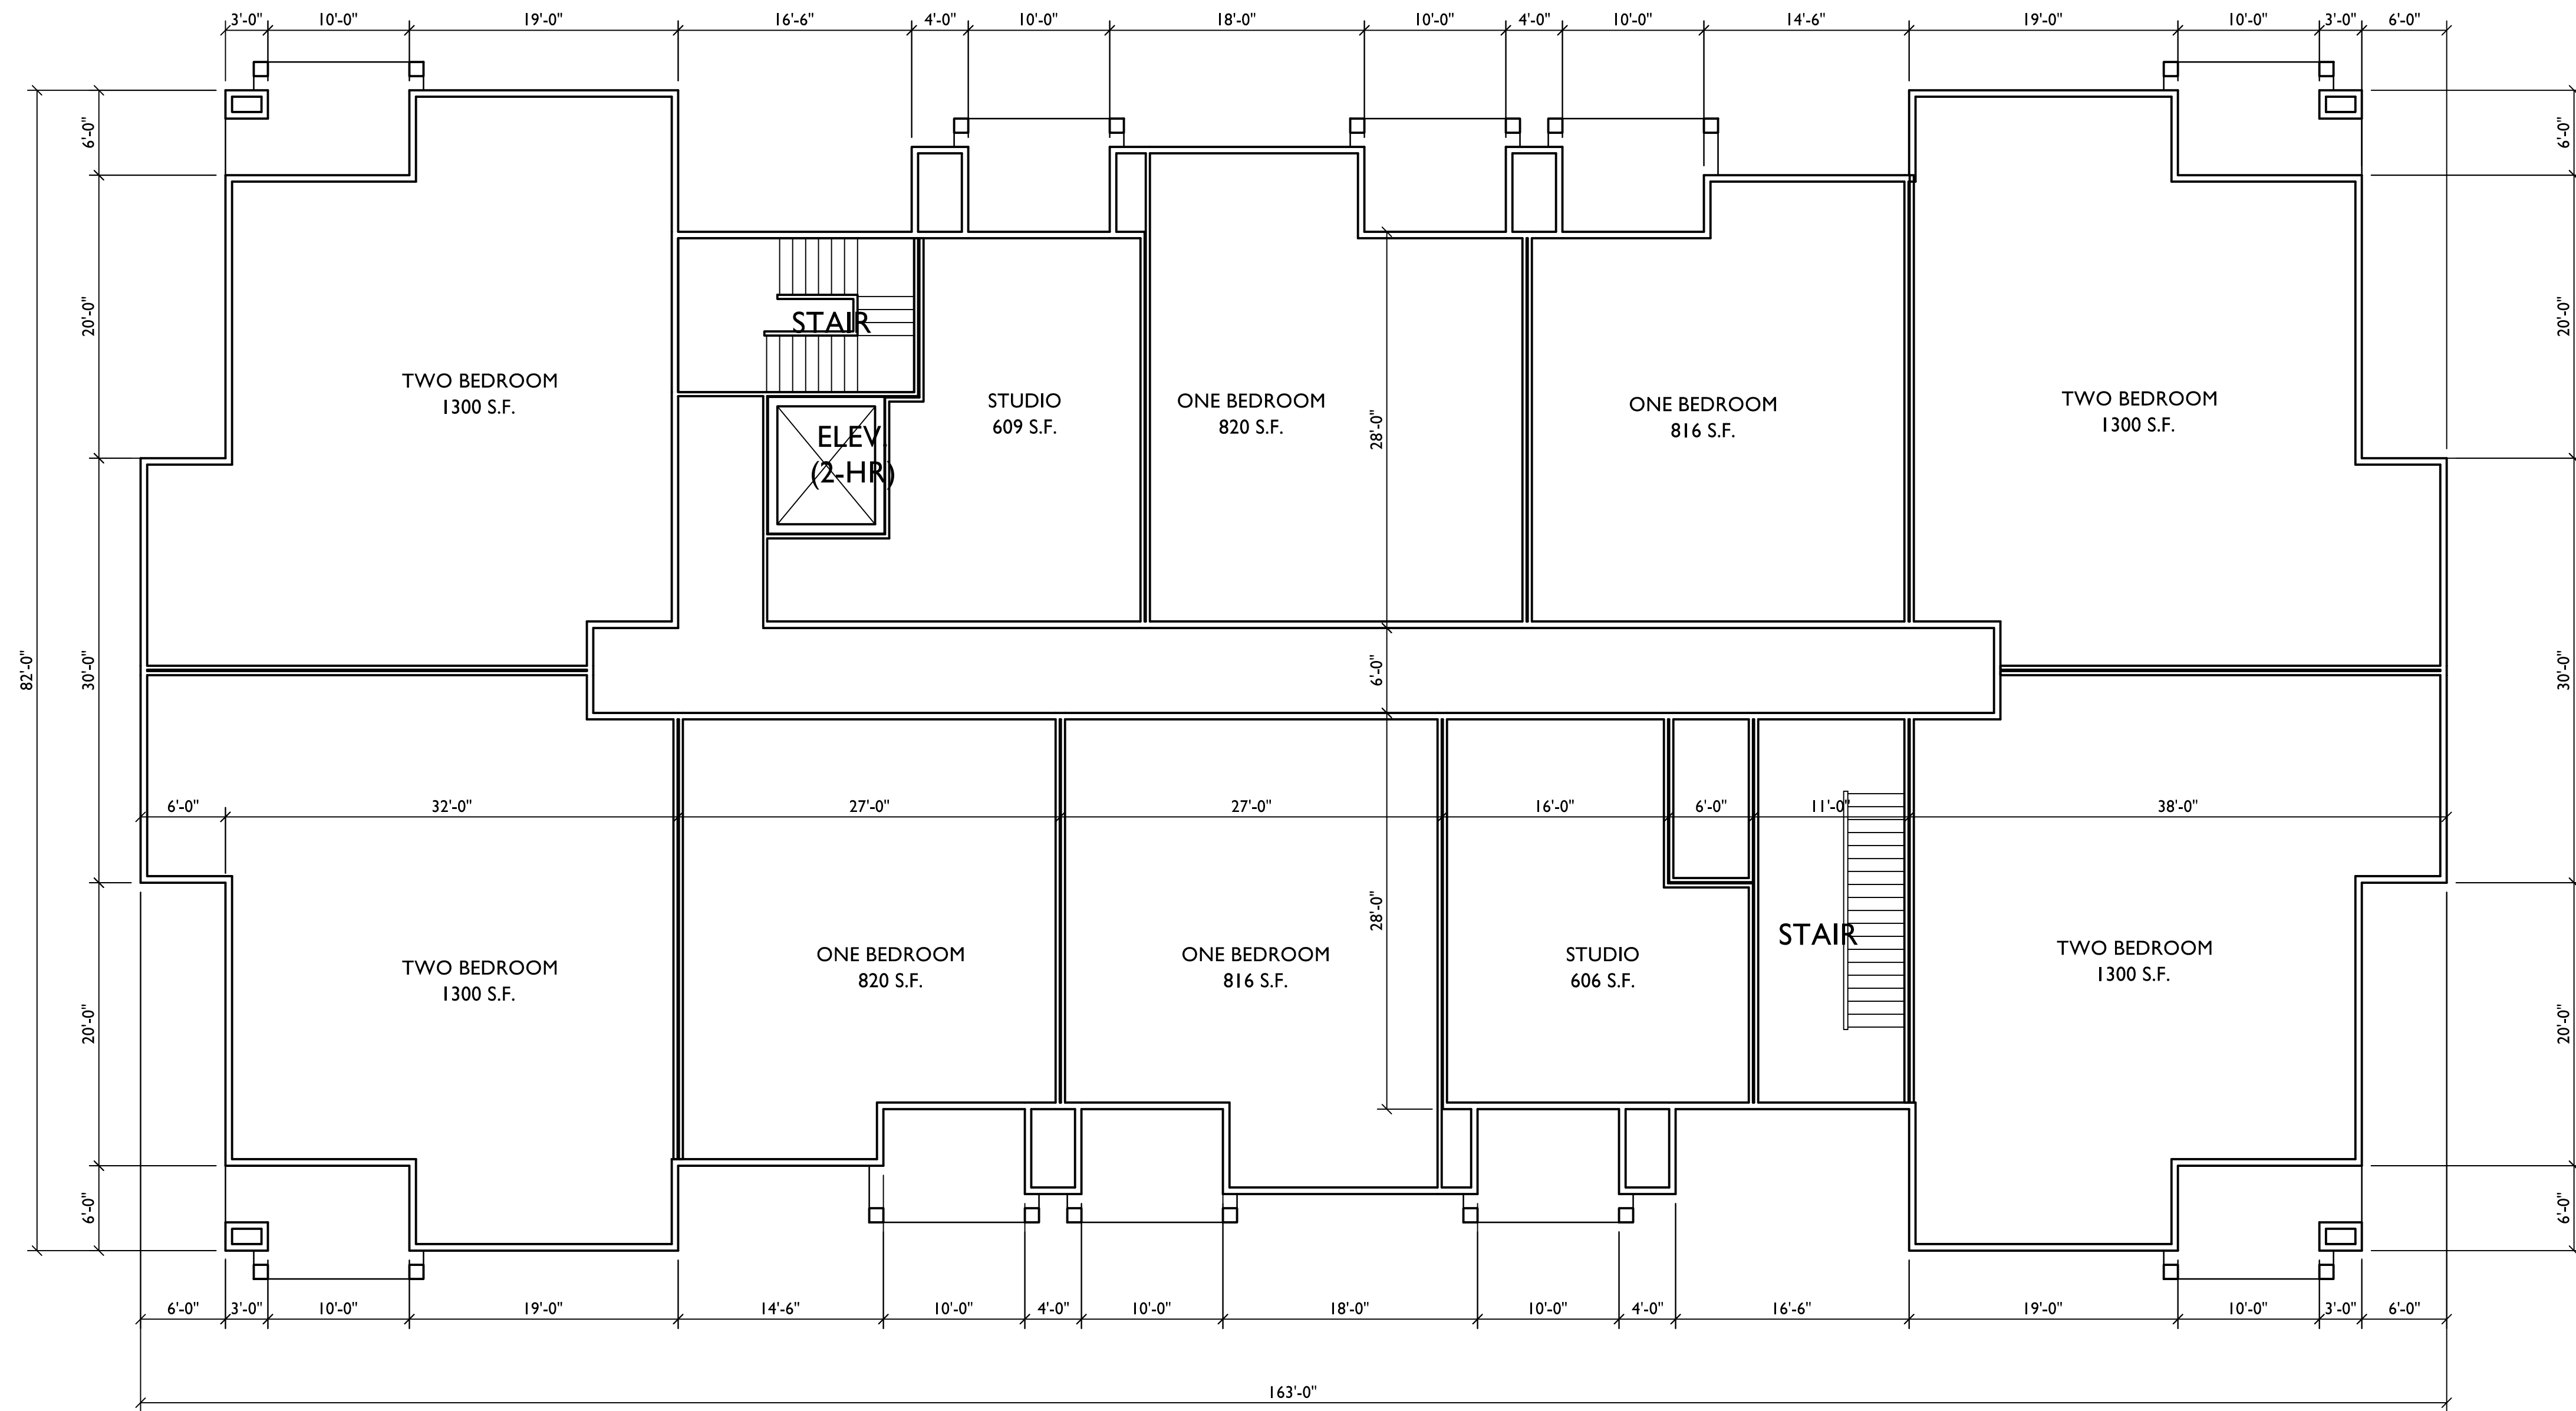 3'-0" 10'-0" 19'-0" 16'-6" 4'-0" 10'-0" 18'-0" 10'-0" 4'-0" 10'-0" 14'-6" 19'-0" 10'-0" 3'-0" 6'-0"
6'-0"
6'-0"
20'-0"
20'-0"
STAIR
TWO BEDROOM
1300 S.F.
STUDIO
609 S.F.
ONE BEDROOM
820 S.F.
28'-0"
ONE BEDROOM
816 S.F.
TWO BEDROOM
1300 S.F.
ELEV.
(2-HR)
82'-0"
30'-0"
6'-0"
30'-0"
6'-0" 32'-0" 27'-0" 27'-0" 16'-0" 6'-0" 11'-0" 38'-0"
28'-0"
STAIR
TWO BEDROOM
1300 S.F.
ONE BEDROOM
820 S.F.
ONE BEDROOM
816 S.F.
STUDIO
606 S.F.
TWO BEDROOM
1300 S.F.
20'-0"
20'-0"
6'-0"
6'-0"
6'-0" 3'-0" 10'-0" 19'-0" 14'-6" 10'-0" 4'-0" 10'-0" 18'-0" 10'-0" 4'-0" 16'-6" 19'-0" 10'-0" 3'-0" 6'-0"
163'-0"